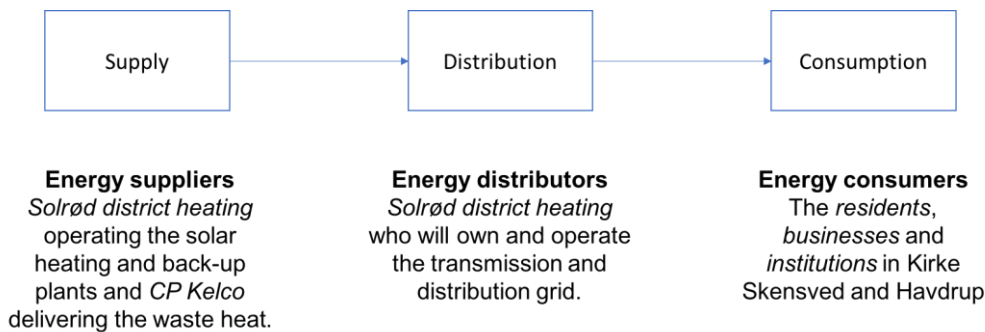 Supply
Distribution
Consumption
Energy suppliers
Solrød district heating
operating the solar
heating and back-up
plants and CP Kelco
delivering the waste heat.
Energy distributors
Solrød district heating
who will own and operate
the transmission and
distribution grid.
Energy consumers
The residents,
businesses and
institutions in Kirke
Skensved and Havdrup